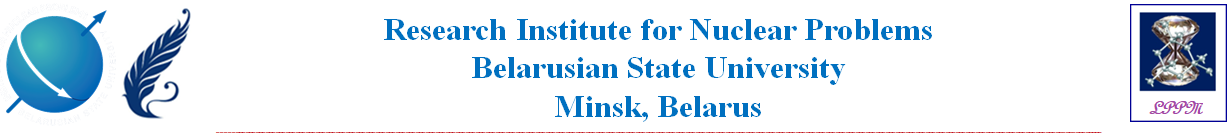 Research Institute for Nuclear Problems
Belarusian State University
Minsk, Belarus
LPPM